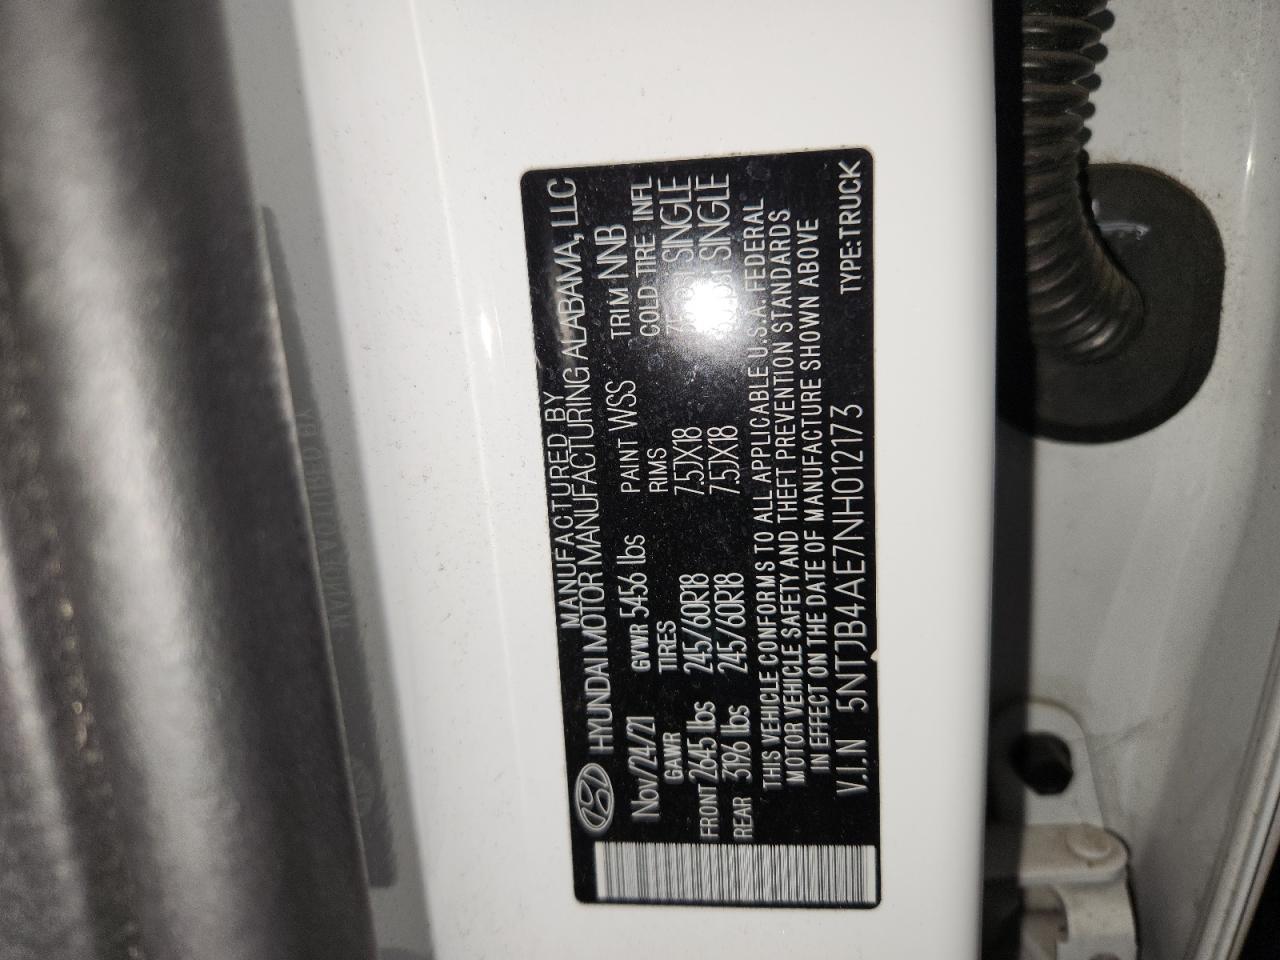 MANUFACTURED BY
HYUNDAI MOTOR MANUFACTURING ALABAMA, LLC
Nov/24/21 GVWR 5456 lbs PAINT WSS TRIM NNB
GAWR TIRES RIMS COLD TIRE INFL
FRONT 2645 lbs 245/60R18 7.5JX18 SINGLE
REAR 3196 lbs 245/60R18 7.5JX18 SINGLE
THIS VEHICLE CONFORMS TO ALL APPLICABLE U.S.A. FEDERAL
MOTOR VEHICLE SAFETY AND THEFT PREVENTION STANDARDS
IN EFFECT ON THE DATE OF MANUFACTURE SHOWN ABOVE
V.I.N 5NTJB4AE7NH012173 TYPE:TRUCK